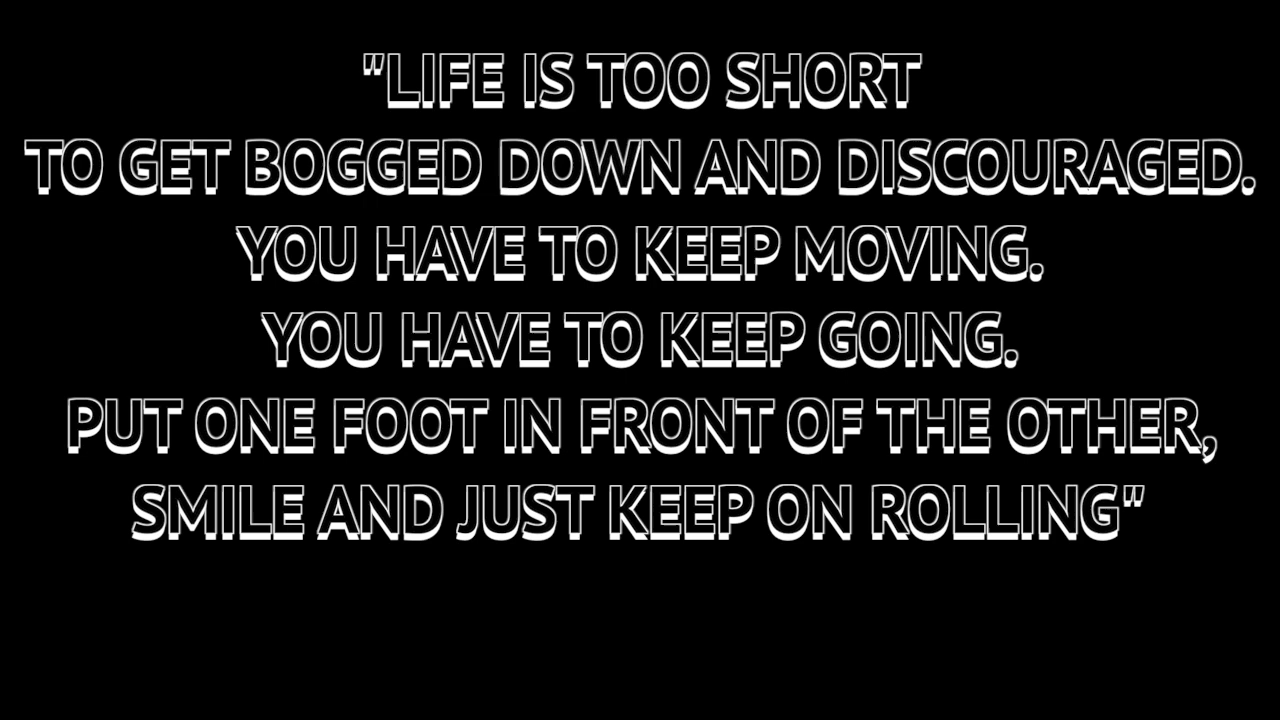 "LIFE IS TOO SHORT
TO GET BOGGED DOWN AND DISCOURAGED.
YOU HAVE TO KEEP MOVING.
YOU HAVE TO KEEP GOING.
PUT ONE FOOT IN FRONT OF THE OTHER,
SMILE AND JUST KEEP ON ROLLING"